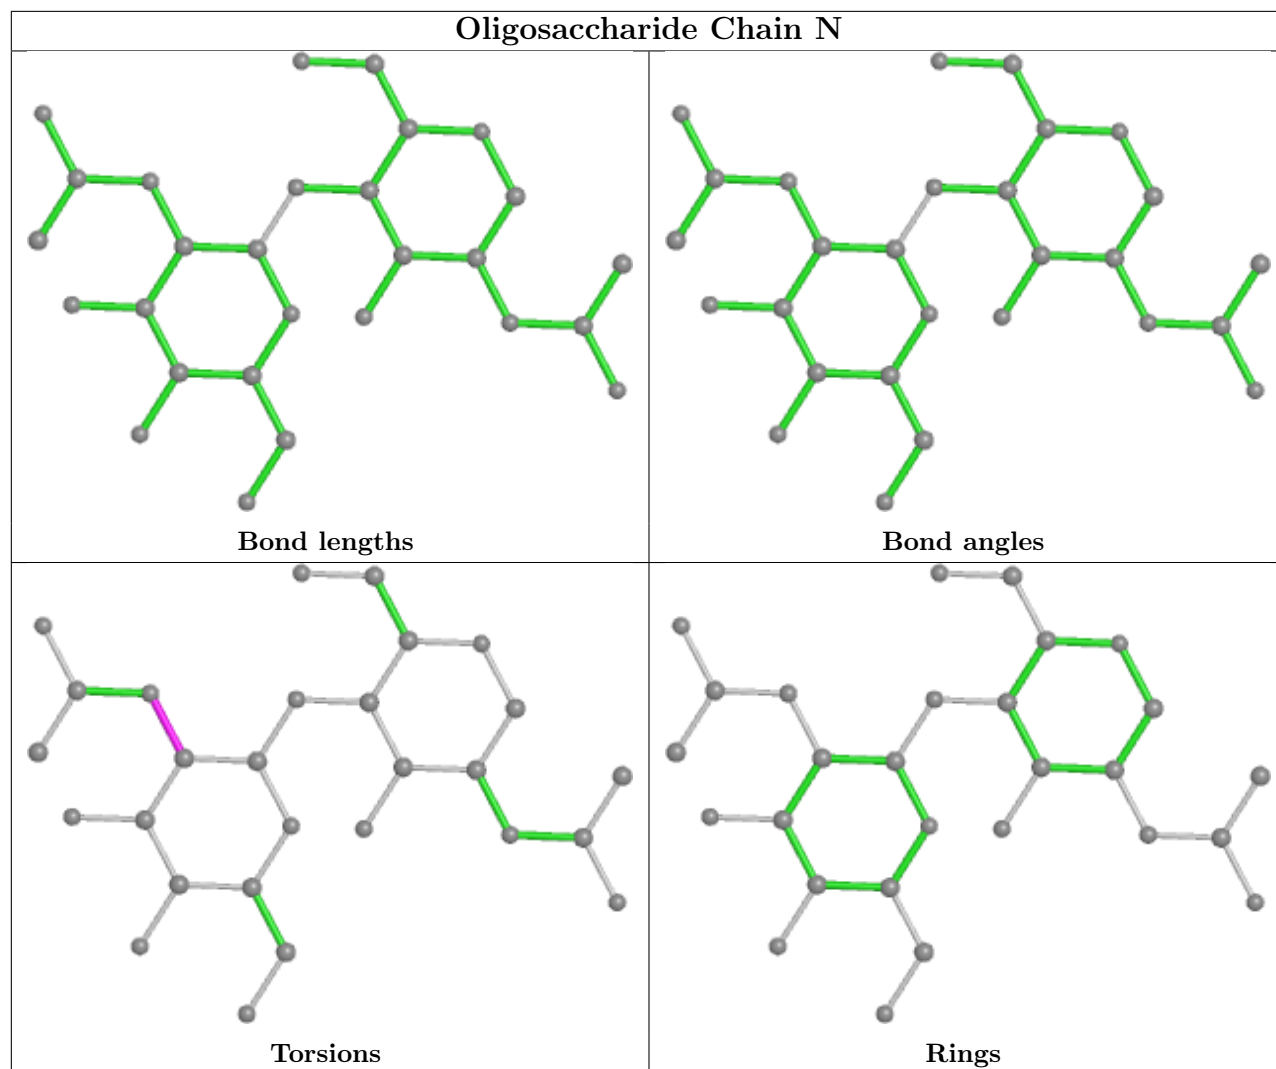 Oligosaccharide Chain N
Bond lengths
Bond angles
Torsions
Rings